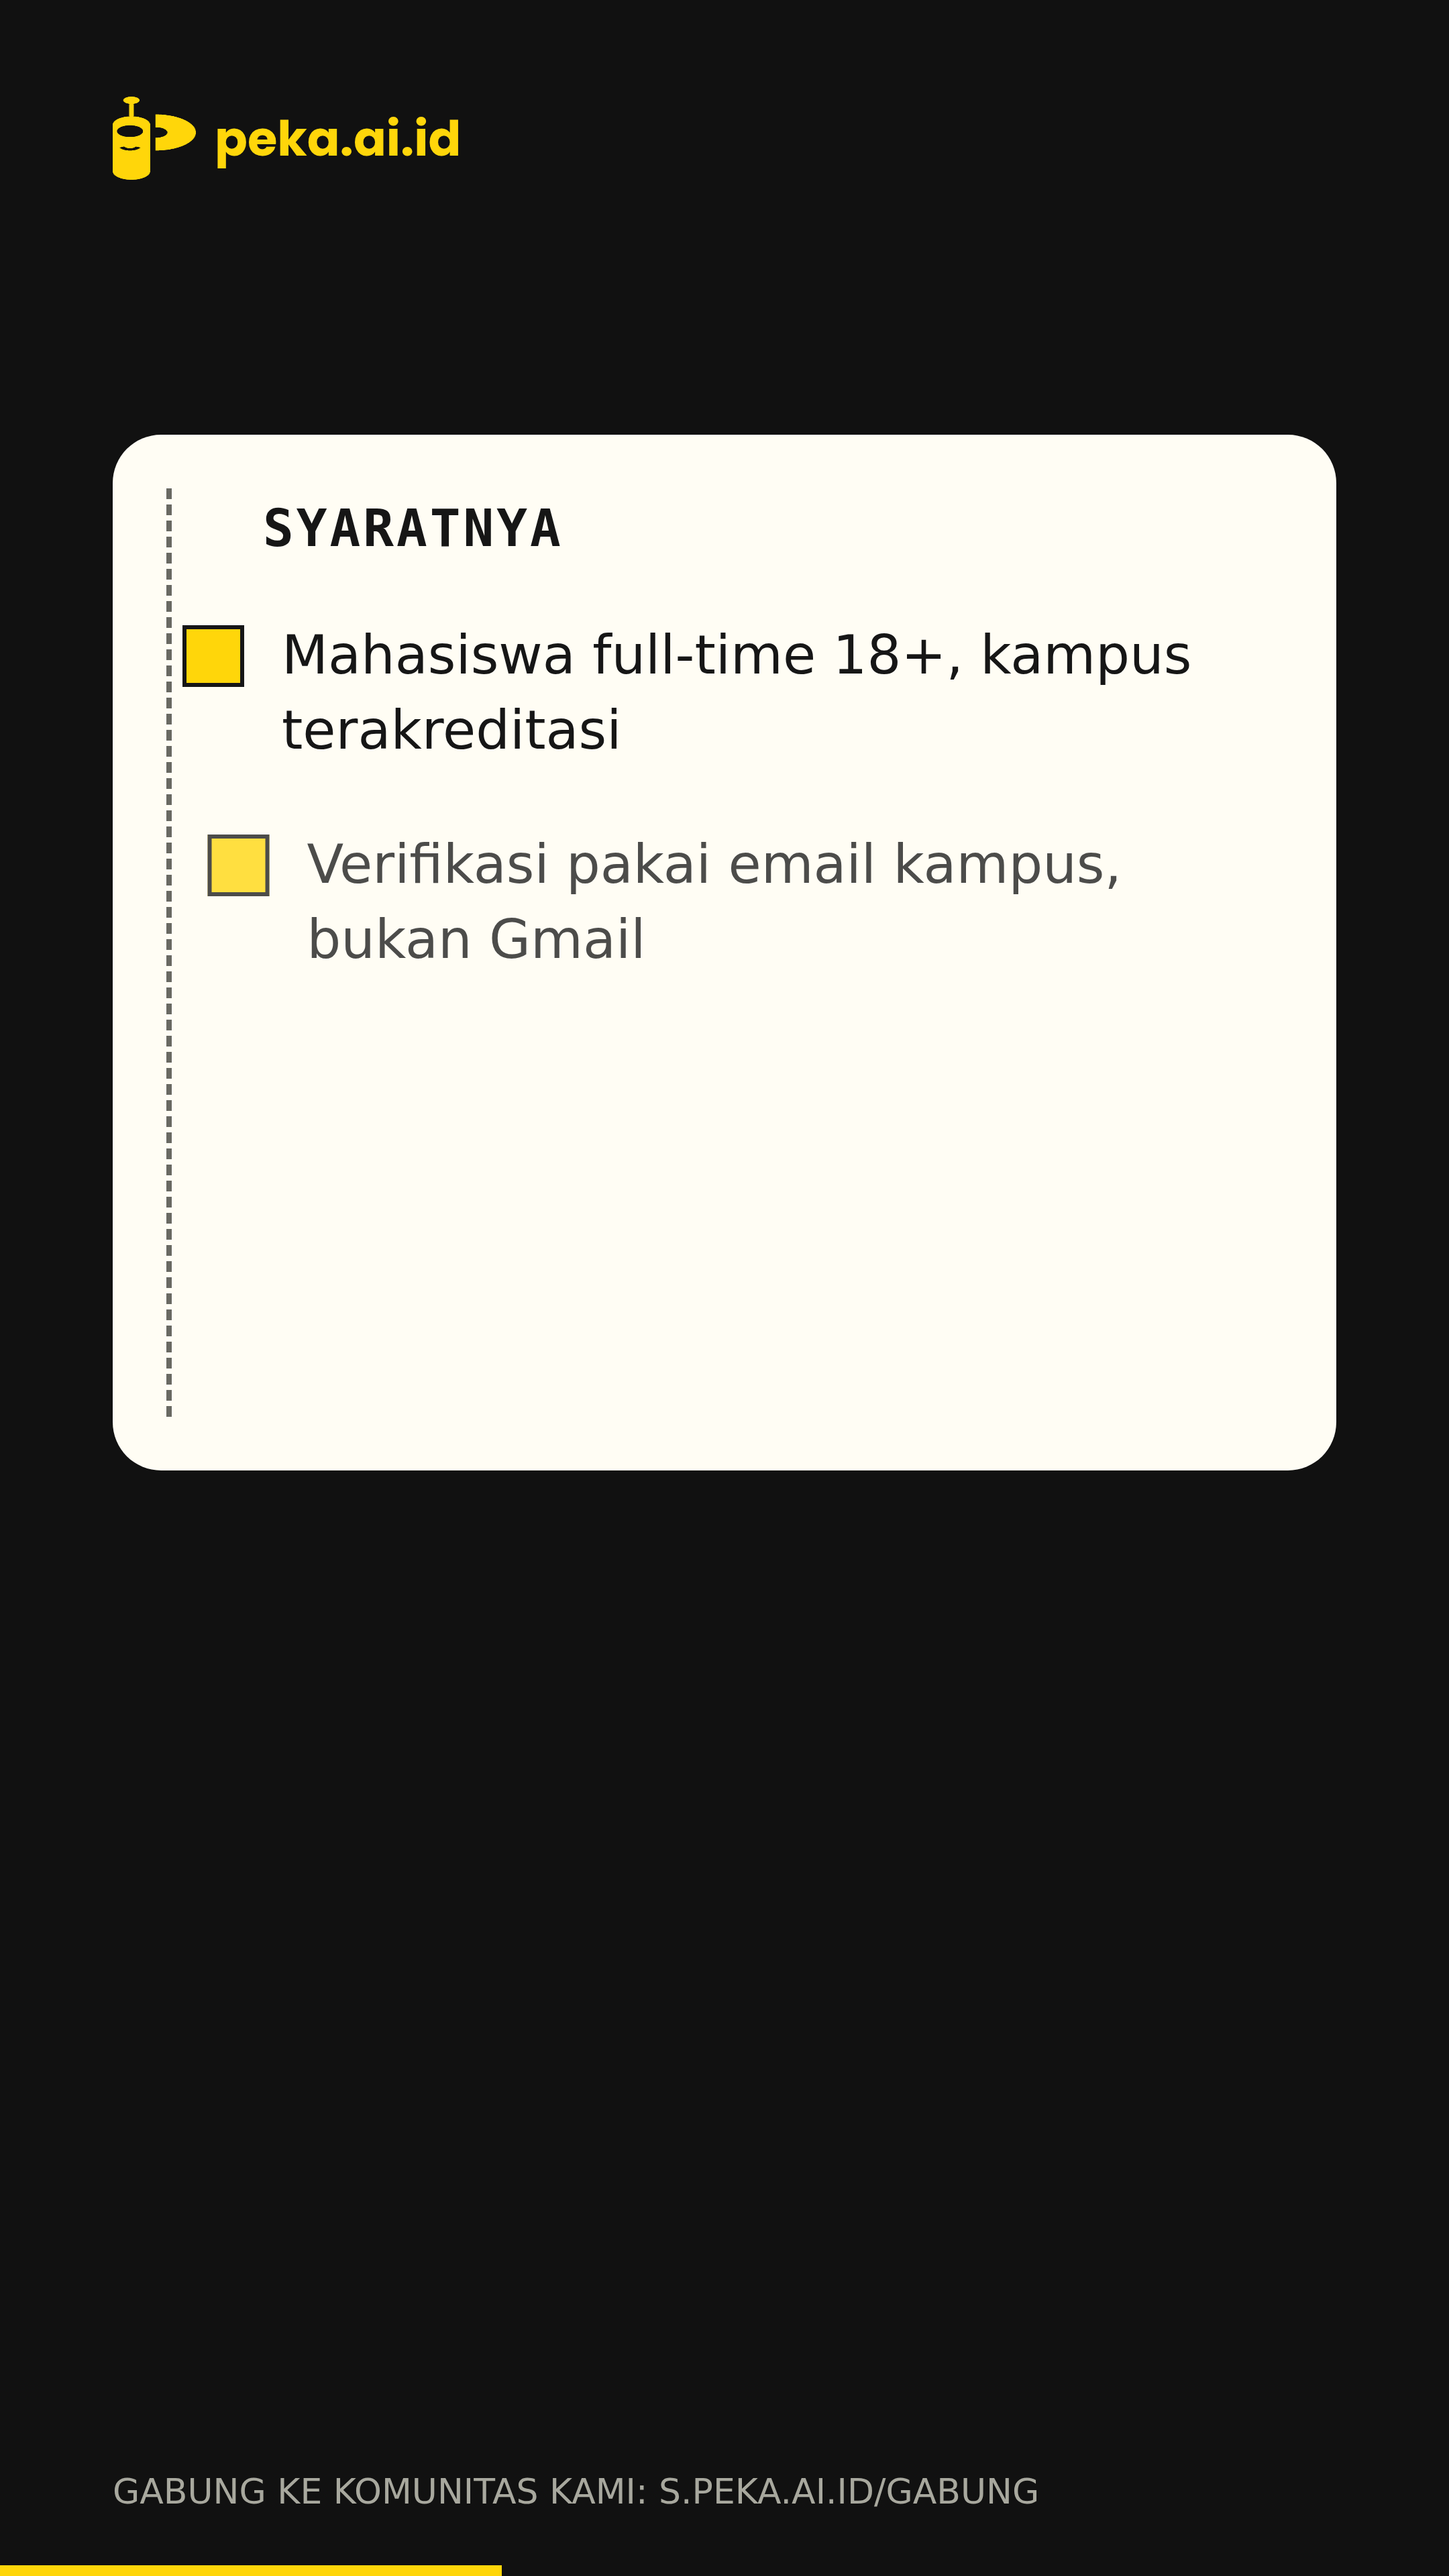 peka.ai.id
SYARATNYA
Mahasiswa full-time 18+, kampus
terakreditasi
Verifikasi pakai email kampus,
bukan Gmail
GABUNG KE KOMUNITAS KAMI: S.PEKA.AI.ID/GABUNG